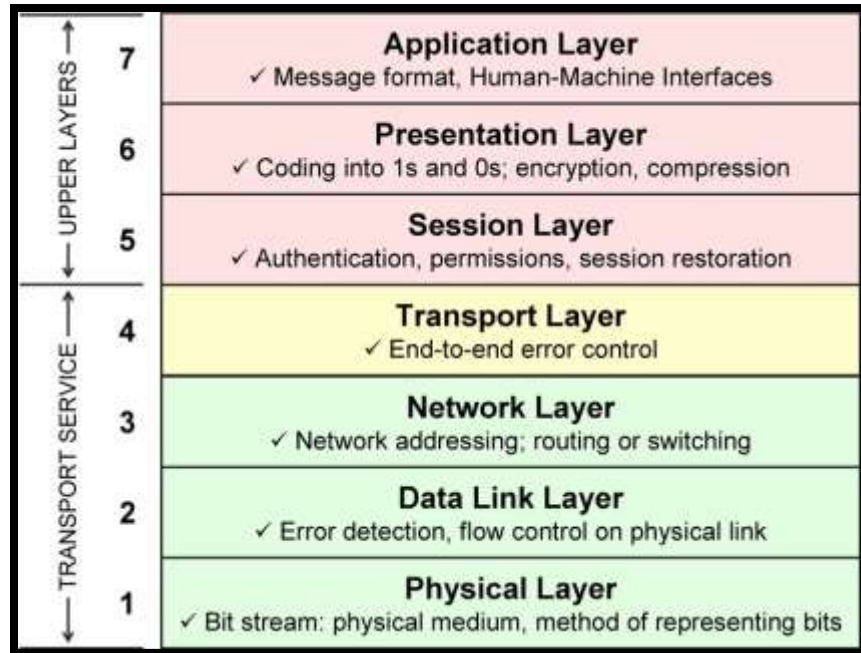 UPPER LAYERS
7
Application Layer
✓ Message format, Human-Machine Interfaces
6
Presentation Layer
✓ Coding into 1s and 0s; encryption, compression
5
Session Layer
✓ Authentication, permissions, session restoration
TRANSPORT SERVICE
4
Transport Layer
✓ End-to-end error control
3
Network Layer
✓ Network addressing; routing or switching
2
Data Link Layer
✓ Error detection, flow control on physical link
1
Physical Layer
✓ Bit stream: physical medium, method of representing bits